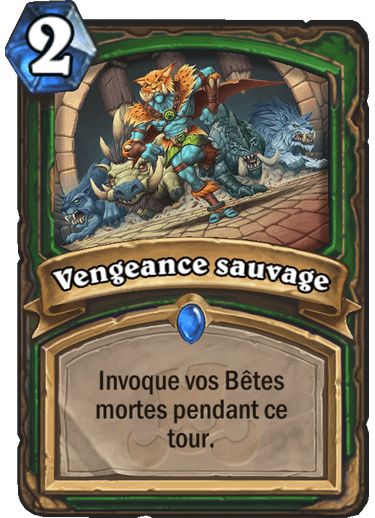 2
Vengeance sauvage
Invoque vos Bêtes
mortes pendant ce
tour.